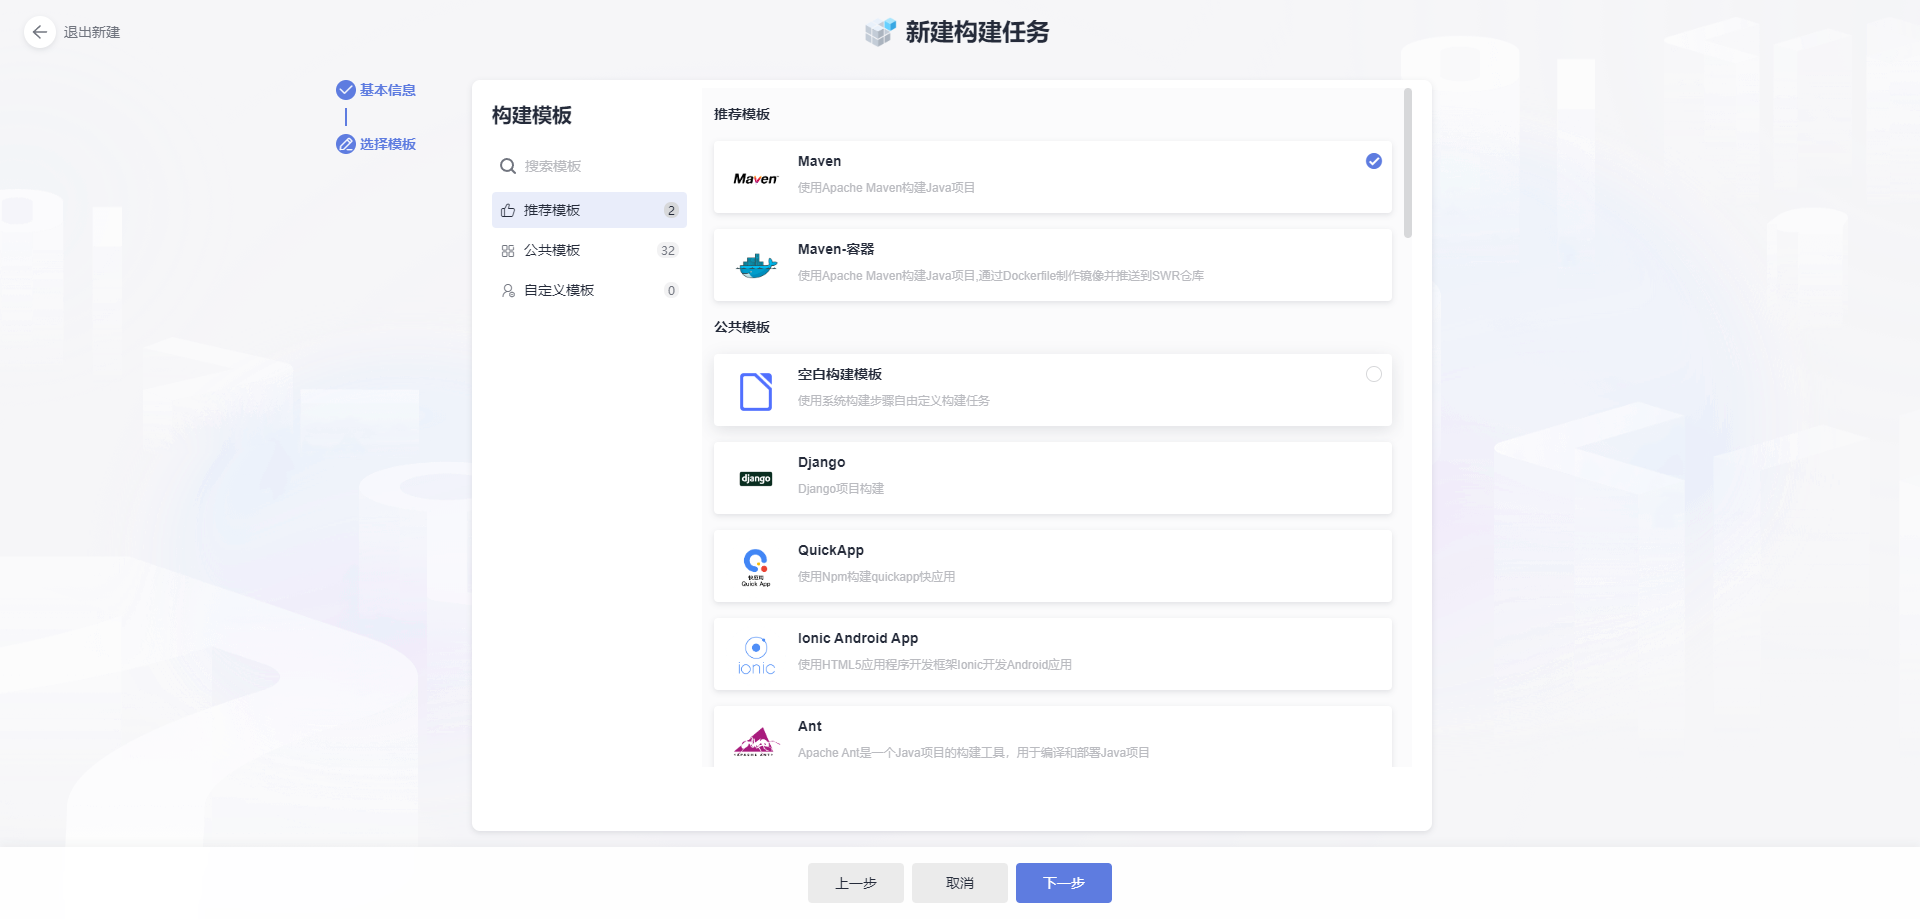 退出新建
新建构建任务
基本信息
选择模板
构建模板
搜索模板
推荐模板 2
公共模板 32
自定义模板 0
推荐模板
Maven
Maven
使用Apache Maven构建Java项目
Maven-容器
使用Apache Maven构建Java项目,通过Dockerfile制作镜像并推送到SWR仓库
公共模板
空白构建模板
使用系统构建步骤自由定义构建任务
django
Django
Django项目构建
快应用
Quick App
QuickApp
使用Npm构建quickapp快应用
ionic
Ionic Android App
使用HTML5应用程序开发框架Ionic开发Android应用
Ant
Apache Ant是一个Java项目的构建工具，用于编译和部署Java项目
上一步
取消
下一步